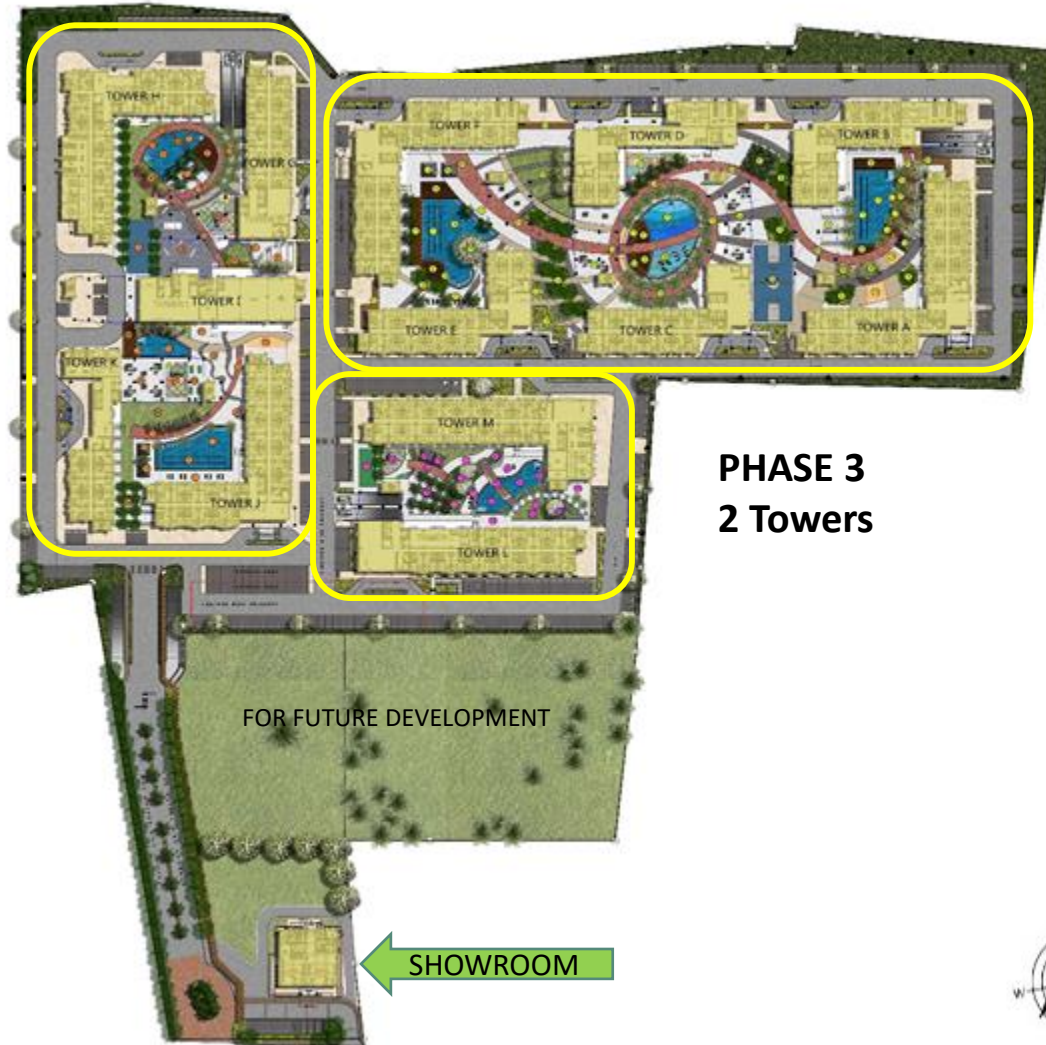 TOWER H
TOWER G
TOWER F
TOWER D
TOWER B
TOWER I
TOWER E
TOWER C
TOWER A
TOWER K
TOWER J
TOWER M
TOWER L
PHASE 3
2 Towers
FOR FUTURE DEVELOPMENT
SHOWROOM
W